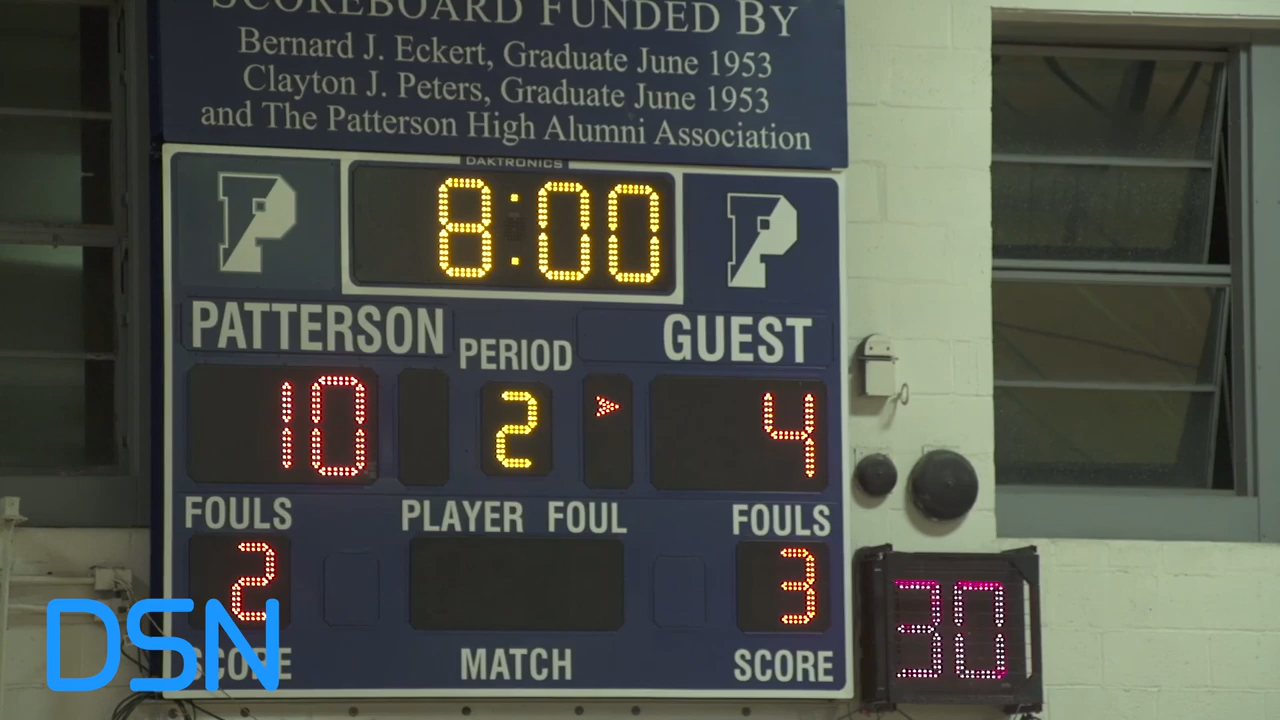 SCOREBOARD FUNDED BY
Bernard J. Eckert, Graduate June 1953
Clayton J. Peters, Graduate June 1953
and The Patterson High Alumni Association
DAKTRONICS
P 8:00 P
PATTERSON PERIOD GUEST
10 2 4
FOULS PLAYER FOUL FOULS
2 3 30
DSN
SCORE MATCH SCORE